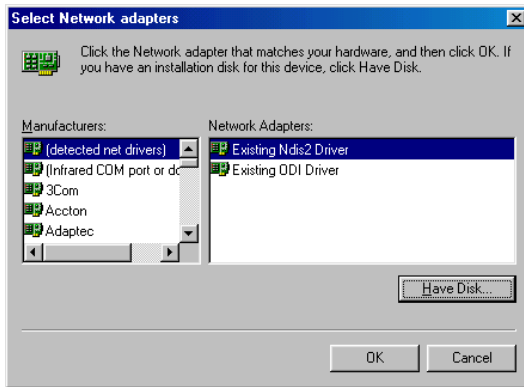 Select Network adapters
Click the Network adapter that matches your hardware, and then click OK. If
you have an installation disk for this device, click Have Disk.
Manufacturers:
(detected net drivers)
(Infrared COM port or dc
3Com
Accton
Adaptec
Network Adapters:
Existing Ndis2 Driver
Existing ODI Driver
Have Disk...
OK
Cancel